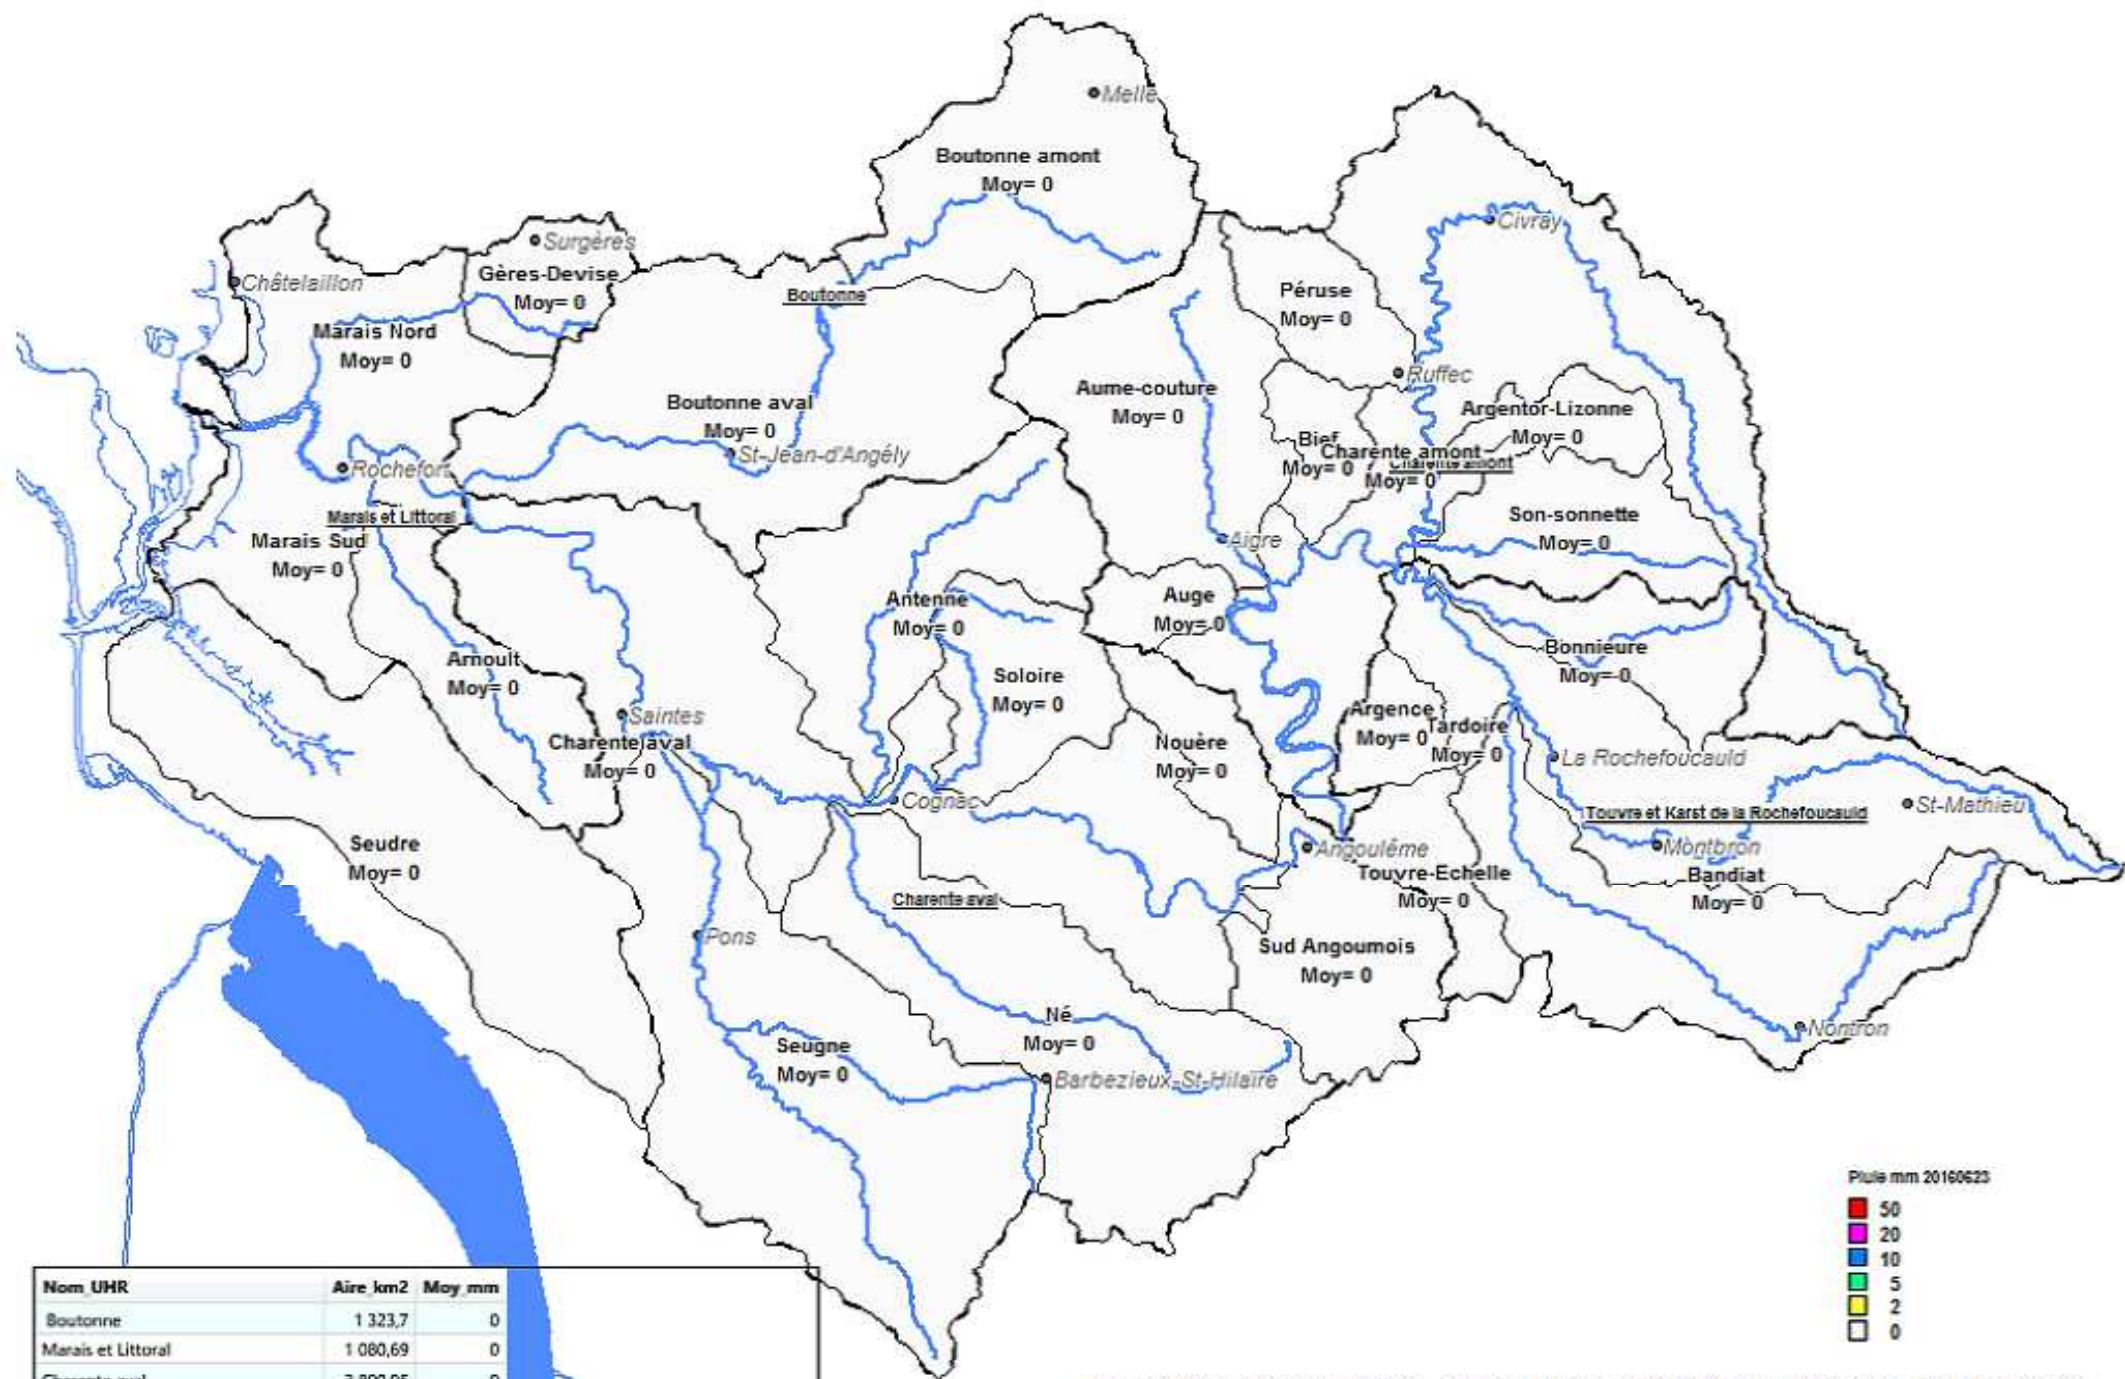 Melle
Boutonne amont
Moy= 0
Civray
Surgères
Gères-Devise
Moy= 0
Châtelaillon
Boutonne
Péruse
Moy= 0
Marais Nord
Moy= 0
Ruffec
Aume-couture
Moy= 0
Boutonne aval
Moy= 0
Argentor-Lizonne
Moy= 0
St-Jean-d'Angély
Bief
Moy= 0
Charente amont
Moy= 0
Charente amont
Rochefort
Marais et Littoral
Son-sonnette
Moy= 0
Marais Sud
Moy= 0
Aigre
Antenne
Moy= 0
Auge
Moy= 0
Bonnieure
Moy= 0
Arnoult
Moy= 0
Soloire
Moy= 0
Saintes
Argence
Moy= 0
Tardoire
Moy= 0
Charente aval
Moy= 0
Nouère
Moy= 0
La Rochefoucauld
Cognac
St-Mathieu
Touvre et Karst de la Rochefoucauld
Seudre
Moy= 0
Angoulême
Montbron
Touvre-Echelle
Moy= 0
Bandiat
Moy= 0
Charente aval
Pons
Sud Angoumois
Moy= 0
Né
Moy= 0
Nontron
Seugne
Moy= 0
Barbezieux-St-Hilaire
Pluie mm 20160623
50
20
10
5
2
0
Nom_UHR Aire_km2 Moy_mm
Boutonne 1 323,7 0
Marais et Littoral 1 080,69 0